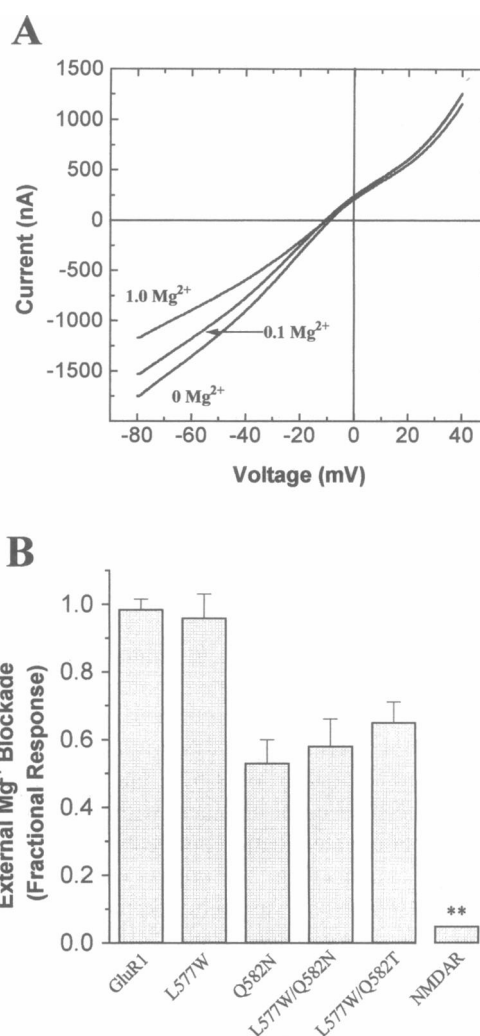 A
1500
1000
500
0
-500
-1000
-1500
Current (nA)
1.0 Mg²⁺
0.1 Mg²⁺
0 Mg²⁺
-80 -60 -40 -20 0 20 40
Voltage (mV)
B
External Mg²⁺ Blockade
(Fractional Response)
1.0
0.8
0.6
0.4
0.2
0.0
**
GluR1
L577W
Q582N
L577W/Q582N
L577W/Q582T
NMDAR